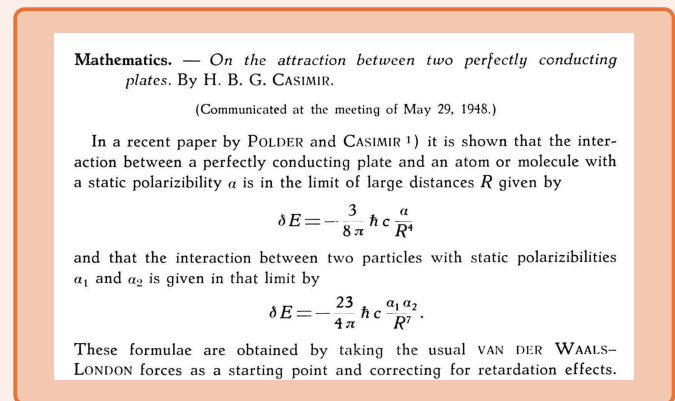 Mathematics. — On the attraction between two perfectly conducting
plates. By H. B. G. CASIMIR.
(Communicated at the meeting of May 29, 1948.)
In a recent paper by POLDER and CASIMIR ¹) it is shown that the inter-
action between a perfectly conducting plate and an atom or molecule with
a static polarizibility α is in the limit of large distances R given by
δ E = − 3/8π ħ c α/R⁴
and that the interaction between two particles with static polarizibilities
α₁ and α₂ is given in that limit by
δ E = − 23/4π ħ c α₁ α₂/R⁷ .
These formulae are obtained by taking the usual VAN DER WAALS–
LONDON forces as a starting point and correcting for retardation effects.